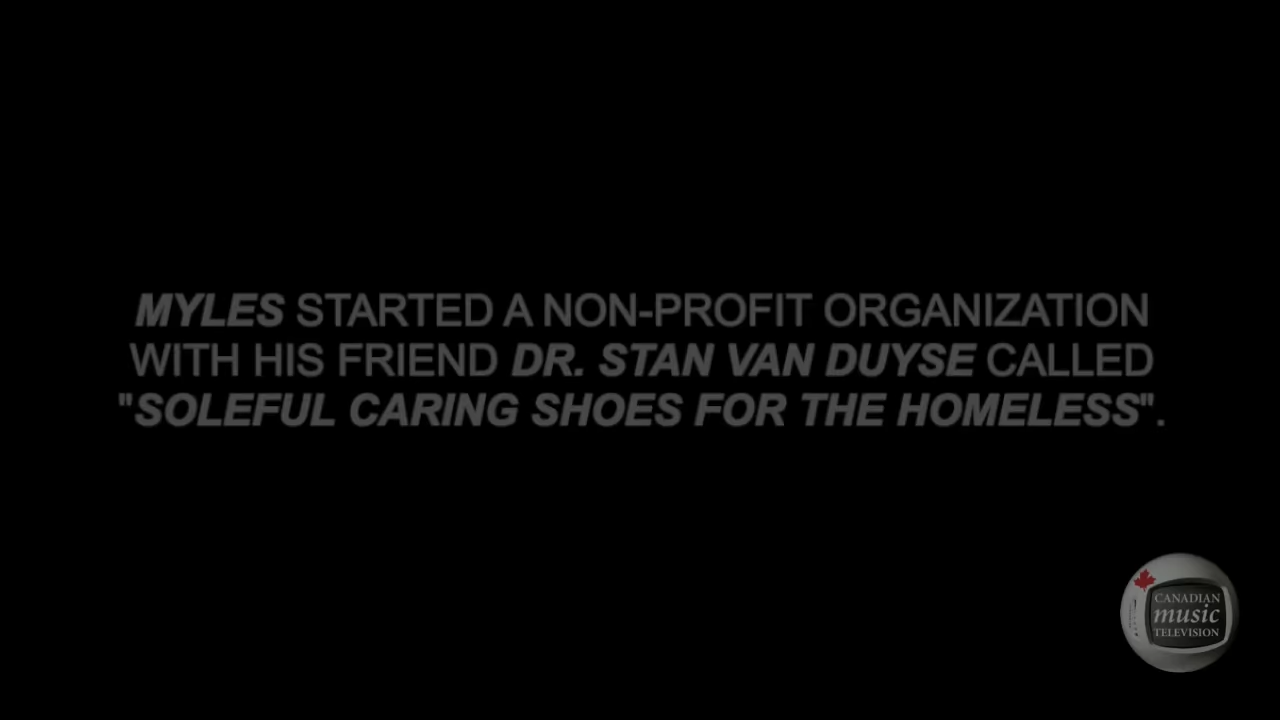 MYLES STARTED A NON-PROFIT ORGANIZATION
WITH HIS FRIEND DR. STAN VAN DUYSE CALLED
"SOLEFUL CARING SHOES FOR THE HOMELESS".
CANADIAN
music
TELEVISION